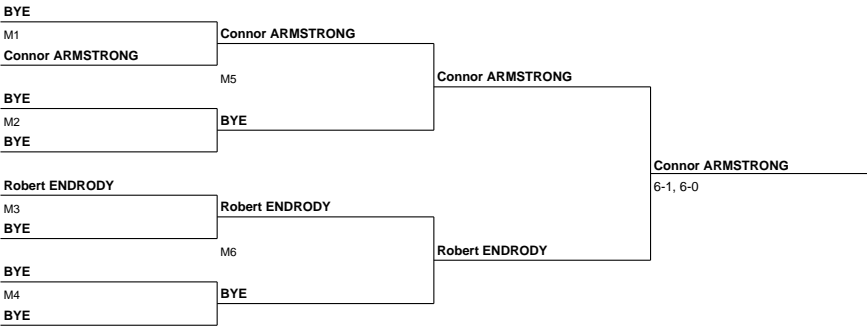 BYE
M1
Connor ARMSTRONG
Connor ARMSTRONG
M5
BYE
M2
BYE
BYE
Connor ARMSTRONG
Robert ENDRODY
M3
BYE
Robert ENDRODY
M6
BYE
M4
BYE
BYE
Robert ENDRODY
Connor ARMSTRONG
6-1, 6-0